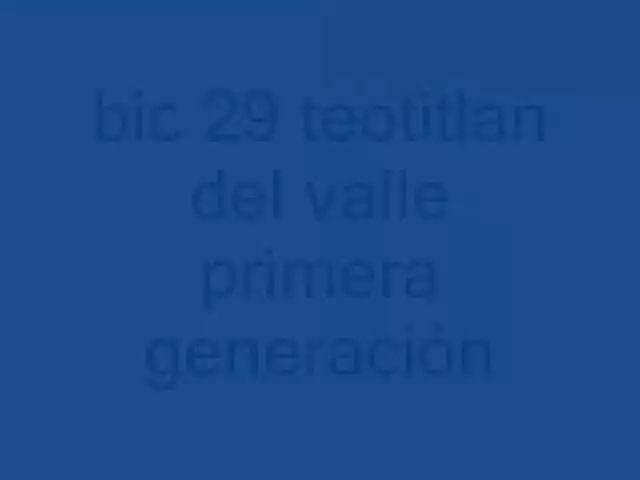 bic 29 teotitlan
del valle
primera
generación